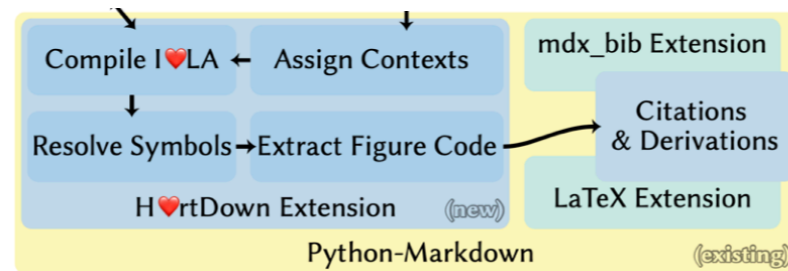 Compile I❤️LA
Assign Contexts
mdx_bib Extension
Citations
& Derivations
Resolve Symbols
Extract Figure Code
LaTeX Extension
H❤️rtDown Extension
(new)
Python-Markdown
(existing)